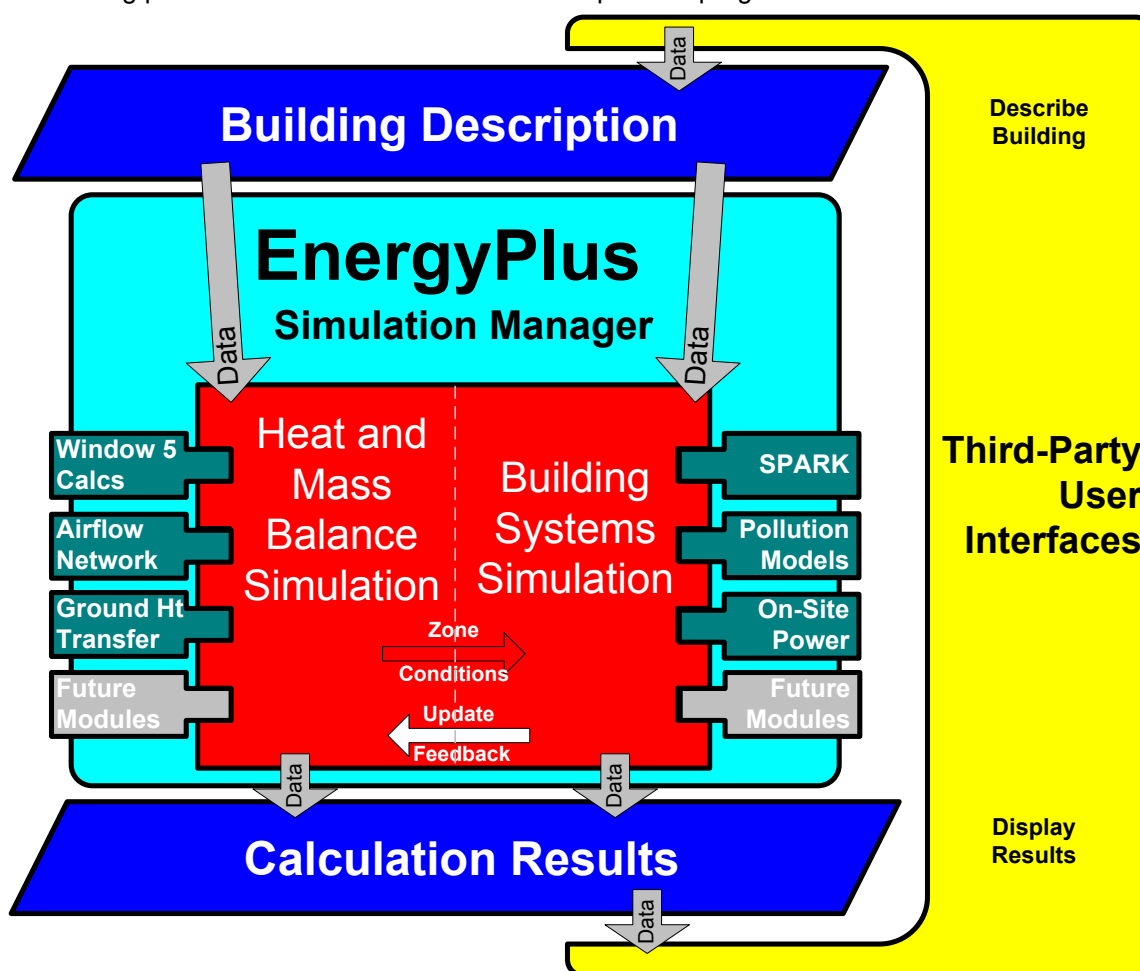 Data
Building Description
Describe
Building
EnergyPlus
Simulation Manager
Data
Data
Window 5
Calcs
Airflow
Network
Ground Ht
Transfer
Future
Modules
Heat and
Mass
Balance
Simulation
Building
Systems
Simulation
Zone
Conditions
Update
Feedback
SPARK
Pollution
Models
On-Site
Power
Future
Modules
Third-Party
User
Interfaces
Data
Data
Calculation Results
Display
Results
Data